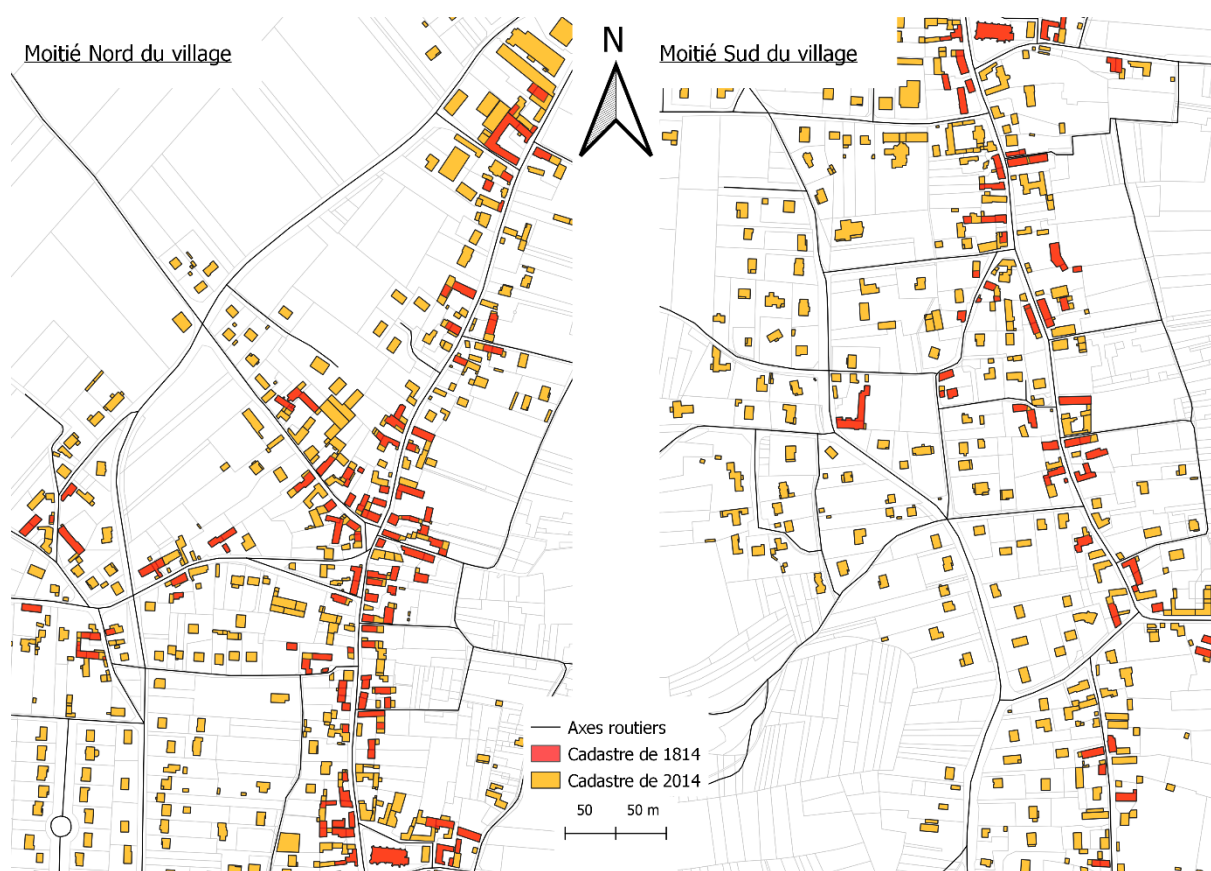 Moitié Nord du village
N
Moitié Sud du village
Axes routiers
Cadastre de 1814
Cadastre de 2014
50 50 m